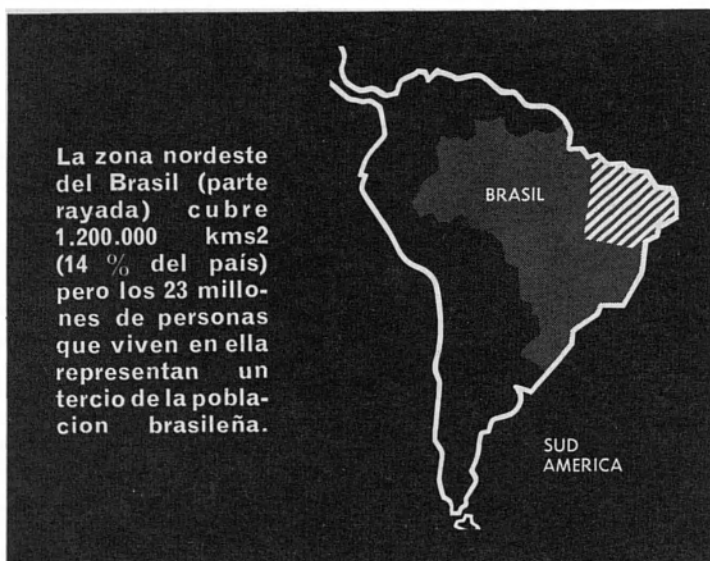 La zona nordeste
del Brasil (parte
rayada) cubre
1.200.000 kms2
(14 % del país)
pero los 23 millo-
nes de personas
que viven en ella
representan un
tercio de la pobla-
cion brasileña.
BRASIL
SUD
AMERICA